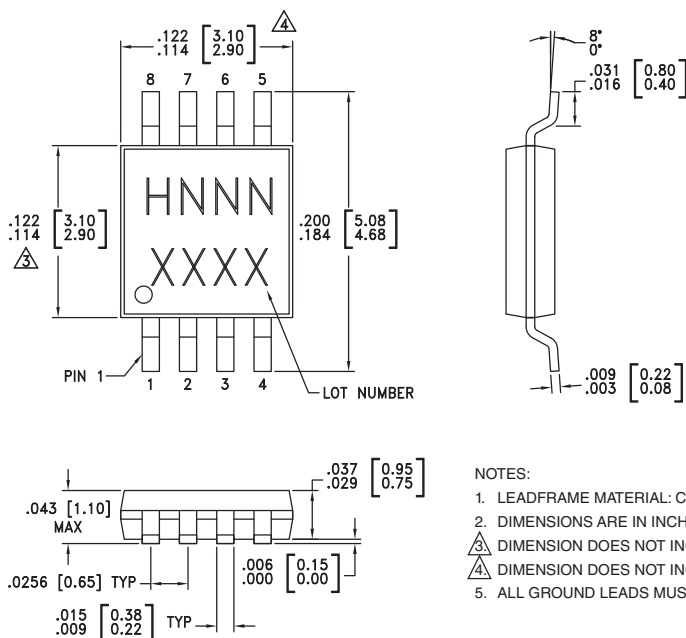 .122 [3.10]
.114 [2.90]
4
8 7 6 5
8°
0°
.031 [0.80]
.016 [0.40]
HNNN
XXXX
.122 [3.10]
.114 [2.90]
3
.200 [5.08]
.184 [4.68]
PIN 1
1 2 3 4
LOT NUMBER
.009 [0.22]
.003 [0.08]
.037 [0.95]
.029 [0.75]
.043 [1.10]
MAX
.0256 [0.65] TYP
.006 [0.15]
.000 [0.00]
.015 [0.38]
.009 [0.22]
TYP
NOTES:
1. LEADFRAME MATERIAL: C
2. DIMENSIONS ARE IN INCH
3. DIMENSION DOES NOT IN
4. DIMENSION DOES NOT IN
5. ALL GROUND LEADS MUS